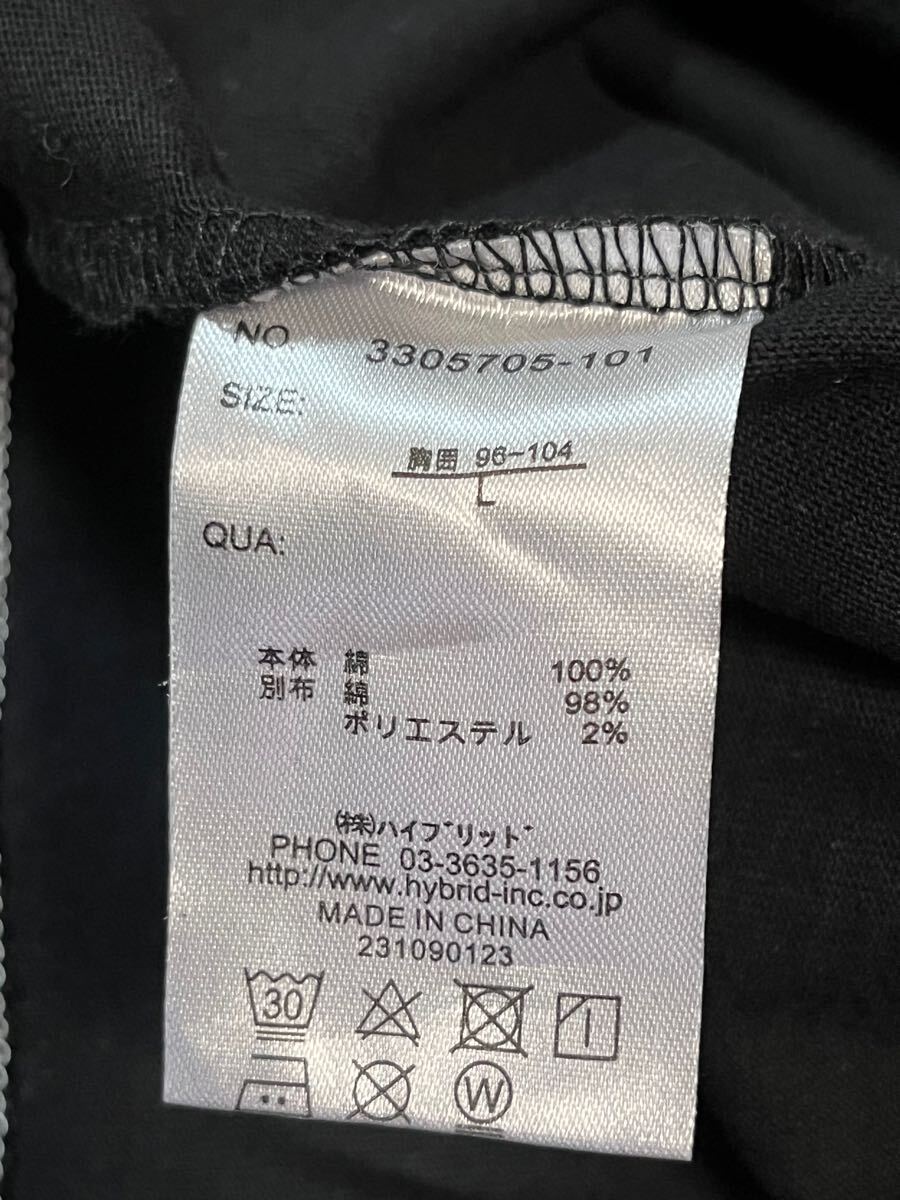 NO. 3305705-101
SIZE:
胸囲 96-104
L
QUA:
本体 綿 100%
別布 綿 98%
ポリエステル 2%
㈱ハイブリッド
PHONE 03-3635-1156
http://www.hybrid-inc.co.jp
MADE IN CHINA
231090123
30
W